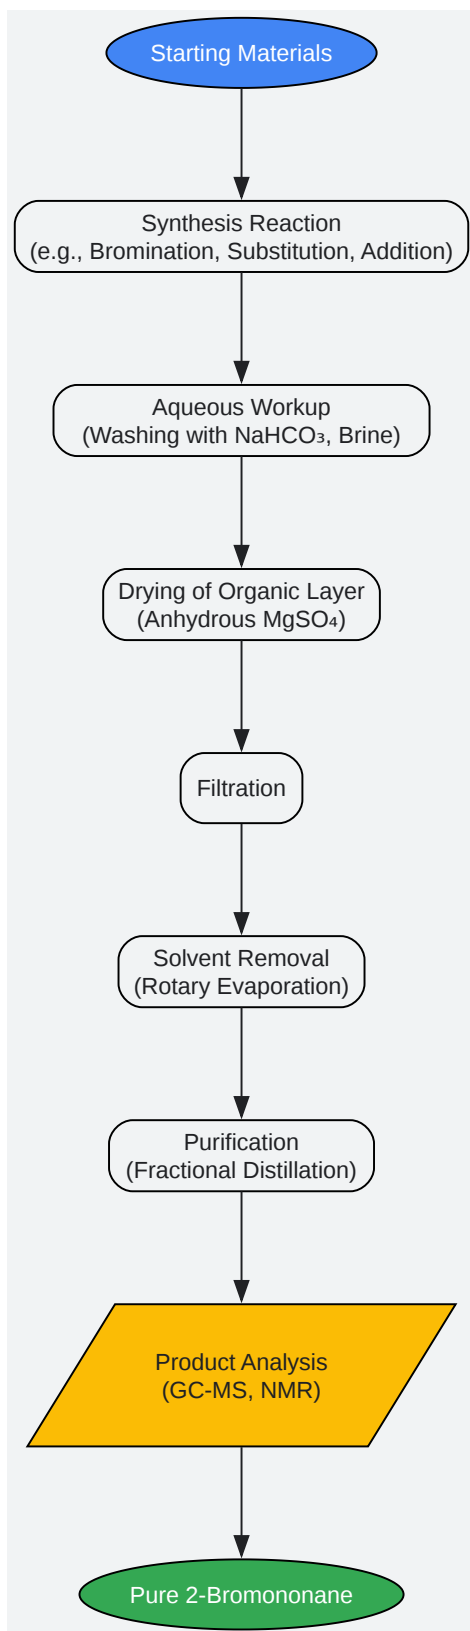 Starting Materials
Synthesis Reaction
(e.g., Bromination, Substitution, Addition)
Aqueous Workup
(Washing with NaHCO₃, Brine)
Drying of Organic Layer
(Anhydrous MgSO₄)
Filtration
Solvent Removal
(Rotary Evaporation)
Purification
(Fractional Distillation)
Product Analysis
(GC-MS, NMR)
Pure 2-Bromononane